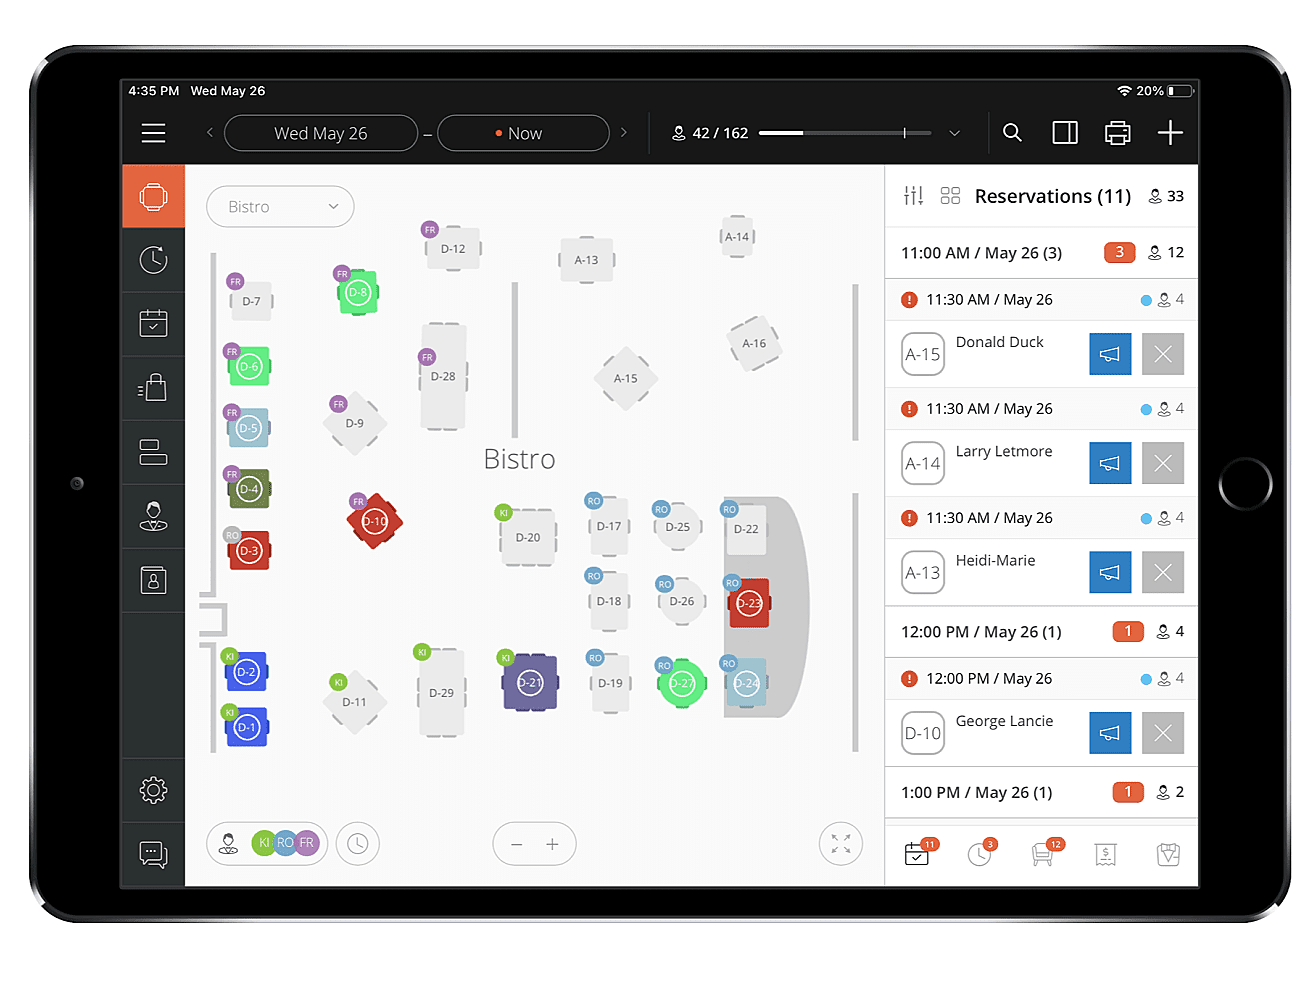 4:35 PM Wed May 26
20%
Wed May 26 – Now
42 / 162
Bistro
Reservations (11) 33
11:00 AM / May 26 (3) 3 12
! 11:30 AM / May 26 4
A-15 Donald Duck
! 11:30 AM / May 26 4
A-14 Larry Letmore
! 11:30 AM / May 26 4
A-13 Heidi-Marie
12:00 PM / May 26 (1) 1 4
! 12:00 PM / May 26 4
D-10 George Lancie
1:00 PM / May 26 (1) 1 2
11 3 12
$
FR D-12
A-13
A-14
FR D-7
FR D-8
FR D-6
FR D-28
A-15
A-16
FR D-5
FR D-9
Bistro
FR D-4
FR D-10
RO D-3
KI D-20
RO D-17
RO D-25
RO D-22
RO D-18
RO D-26
RO D-23
KI D-2
KI D-11
KI D-29
KI D-21
RO D-19
RO D-27
RO D-24
KI D-1
KI RO FR
− +